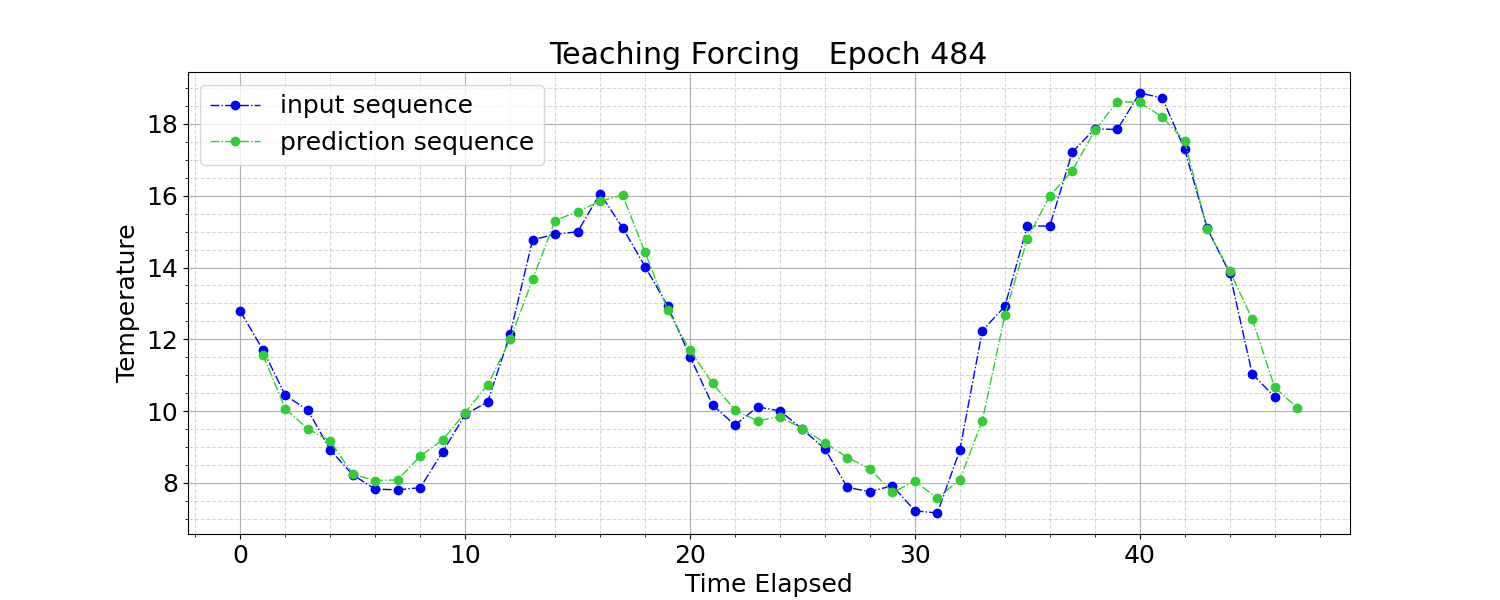 Teaching Forcing   Epoch 484
input sequence
prediction sequence
Temperature
18
16
14
12
10
8
0 10 20 30 40
Time Elapsed